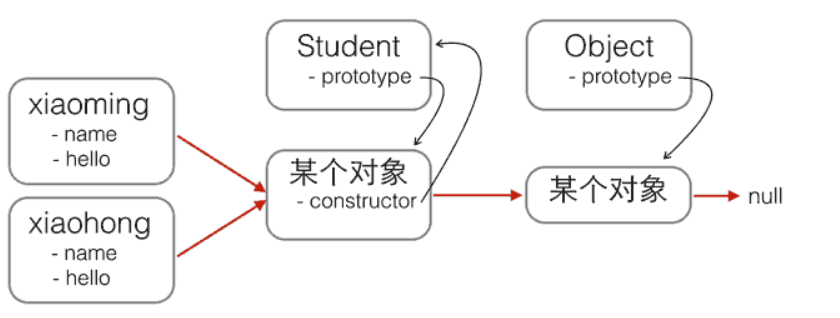 xiaoming
- name
- hello
xiaohong
- name
- hello
Student
- prototype
某个对象
- constructor
Object
- prototype
某个对象
null